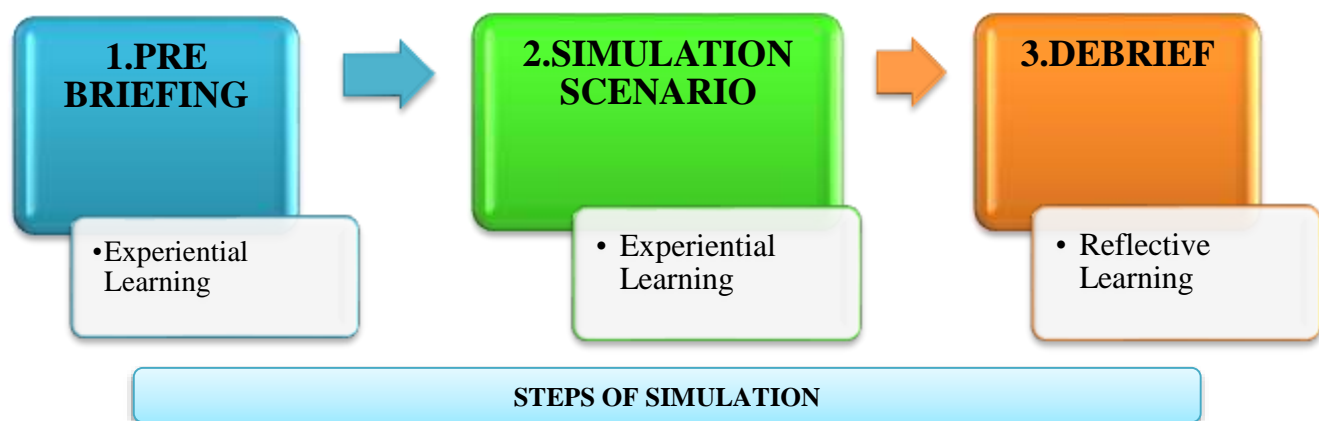 1.PRE
BRIEFING
•Experiential
Learning
2.SIMULATION
SCENARIO
• Experiential
Learning
3.DEBRIEF
• Reflective
Learning
STEPS OF SIMULATION